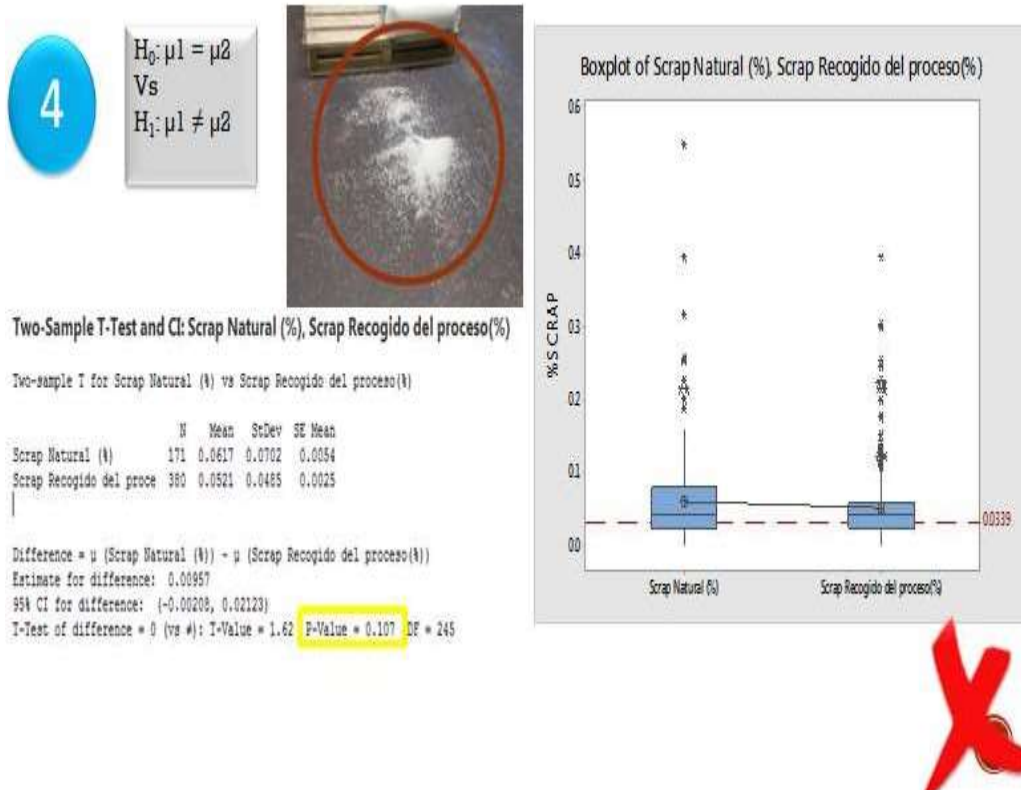 4
H₀: μ1 = μ2
Vs
H₁: μ1 ≠ μ2
Two-Sample T-Test and CI: Scrap Natural (%), Scrap Recogido del proceso(%)
Two-sample T for Scrap Natural (%) vs Scrap Recogido del proceso(%)
N Mean StDev SE Mean
Scrap Natural (%) 171 0.0617 0.0702 0.0054
Scrap Recogido del proce 380 0.0521 0.0485 0.0025
Difference = μ (Scrap Natural (%)) - μ (Scrap Recogido del proceso(%))
Estimate for difference: 0.00957
95% CI for difference: (-0.00208, 0.02123)
T-Test of difference = 0 (vs ≠): T-Value = 1.62 P-Value = 0.107 DF = 245
Boxplot of Scrap Natural (%), Scrap Recogido del proceso(%)
%SCRAP
0.6
0.5
0.4
0.3
0.2
0.1
0.0
0.0339
Scrap Natural (%) Scrap Recogido del proceso(%)